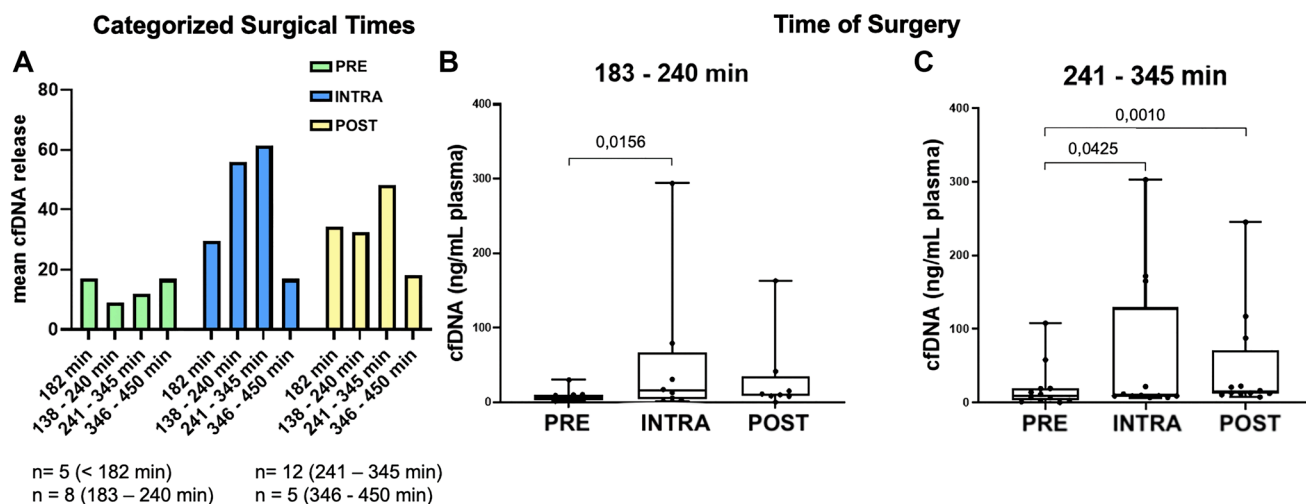 Categorized Surgical Times
Time of Surgery
A
PRE
INTRA
POST
mean cfDNA release
80
60
40
20
0
182 min
138 - 240 min
241 - 345 min
346 - 450 min
182 min
138 - 240 min
241 - 345 min
346 - 450 min
182 min
138 - 240 min
241 - 345 min
346 - 450 min
n= 5 (< 182 min)
n= 12 (241 – 345 min)
n = 8 (183 – 240 min)
n = 5 (346 - 450 min)
B
183 - 240 min
cfDNA (ng/mL plasma)
400
300
200
100
0
0,0156
PRE
INTRA
POST
C
241 - 345 min
cfDNA (ng/mL plasma)
400
300
200
100
0
0,0010
0,0425
PRE
INTRA
POST